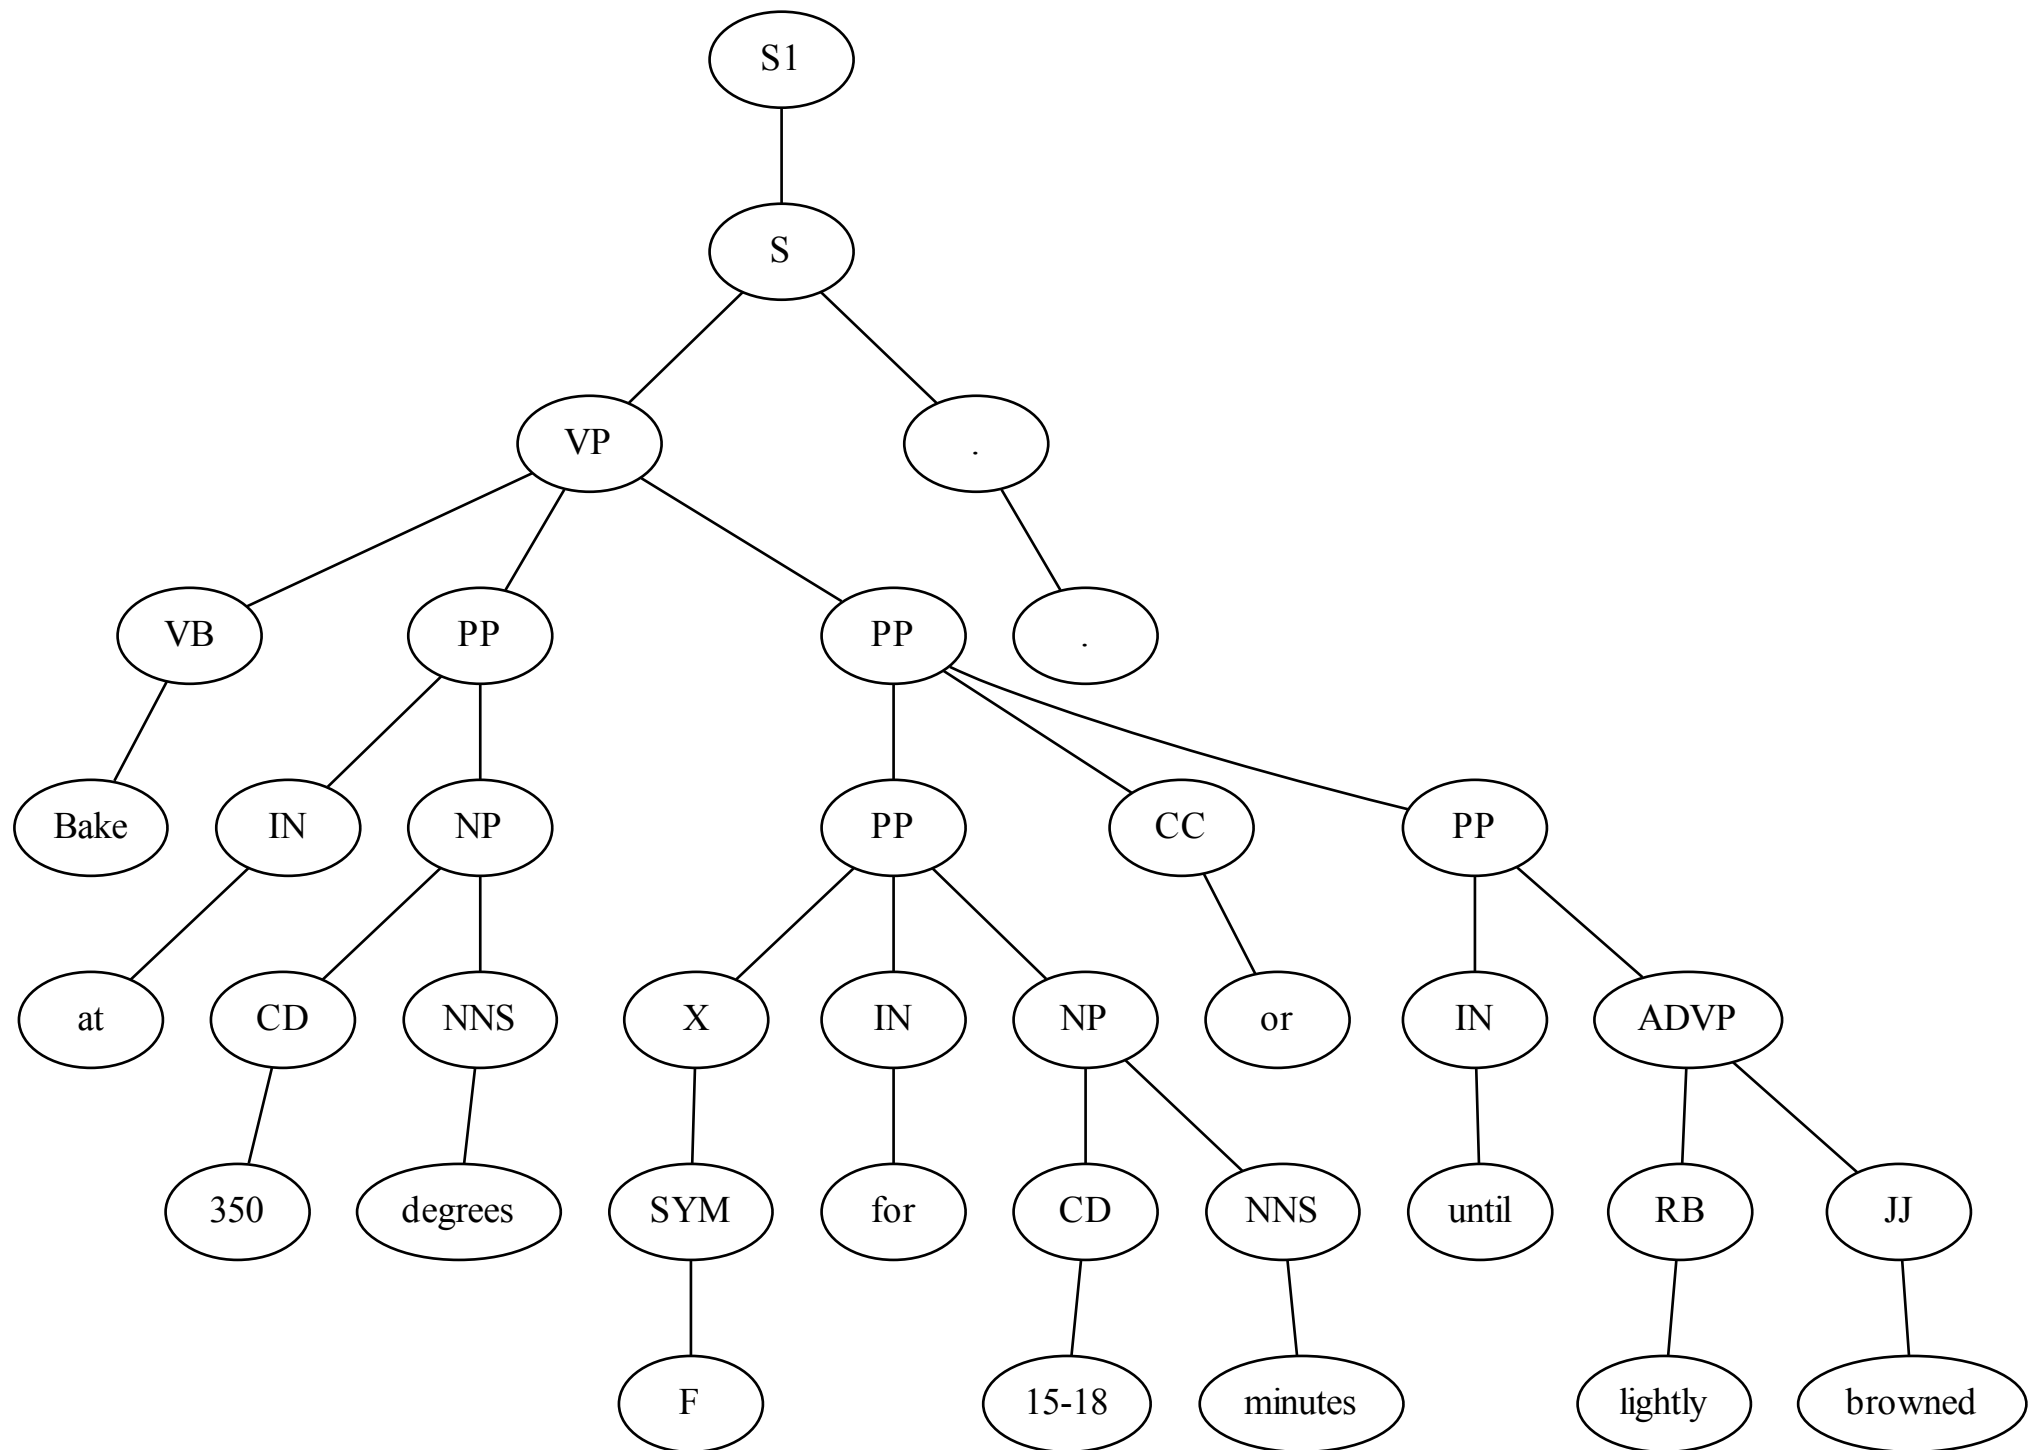 S1
S
VP .
VB PP PP .
Bake IN NP PP CC PP
at CD NNS X IN NP or IN ADVP
350 degrees SYM for CD NNS until RB JJ
F 15-18 minutes lightly browned